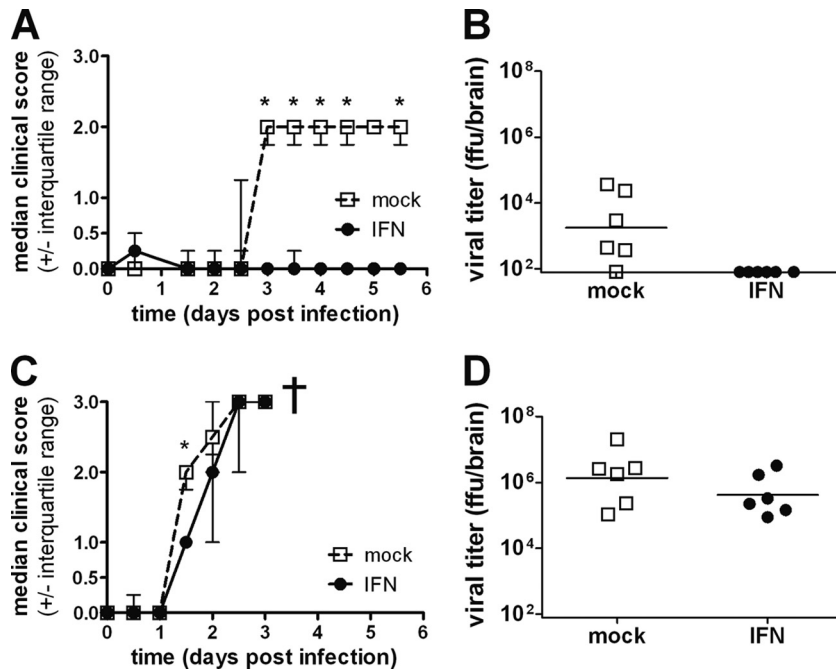 A
median clinical score
(+/- interquartile range)
3.0
2.0
1.0
0.5
0.0
* * * * *
mock
IFN
0 1 2 3 4 5 6
time (days post infection)
B
viral titer (ffu/brain)
10⁸
10⁶
10⁴
10²
mock IFN
C
median clinical score
(+/- interquartile range)
3.0
2.0
1.0
0.5
0.0
*
†
mock
IFN
0 1 2 3 4 5 6
time (days post infection)
D
viral titer (ffu/brain)
10⁸
10⁶
10⁴
10²
mock IFN